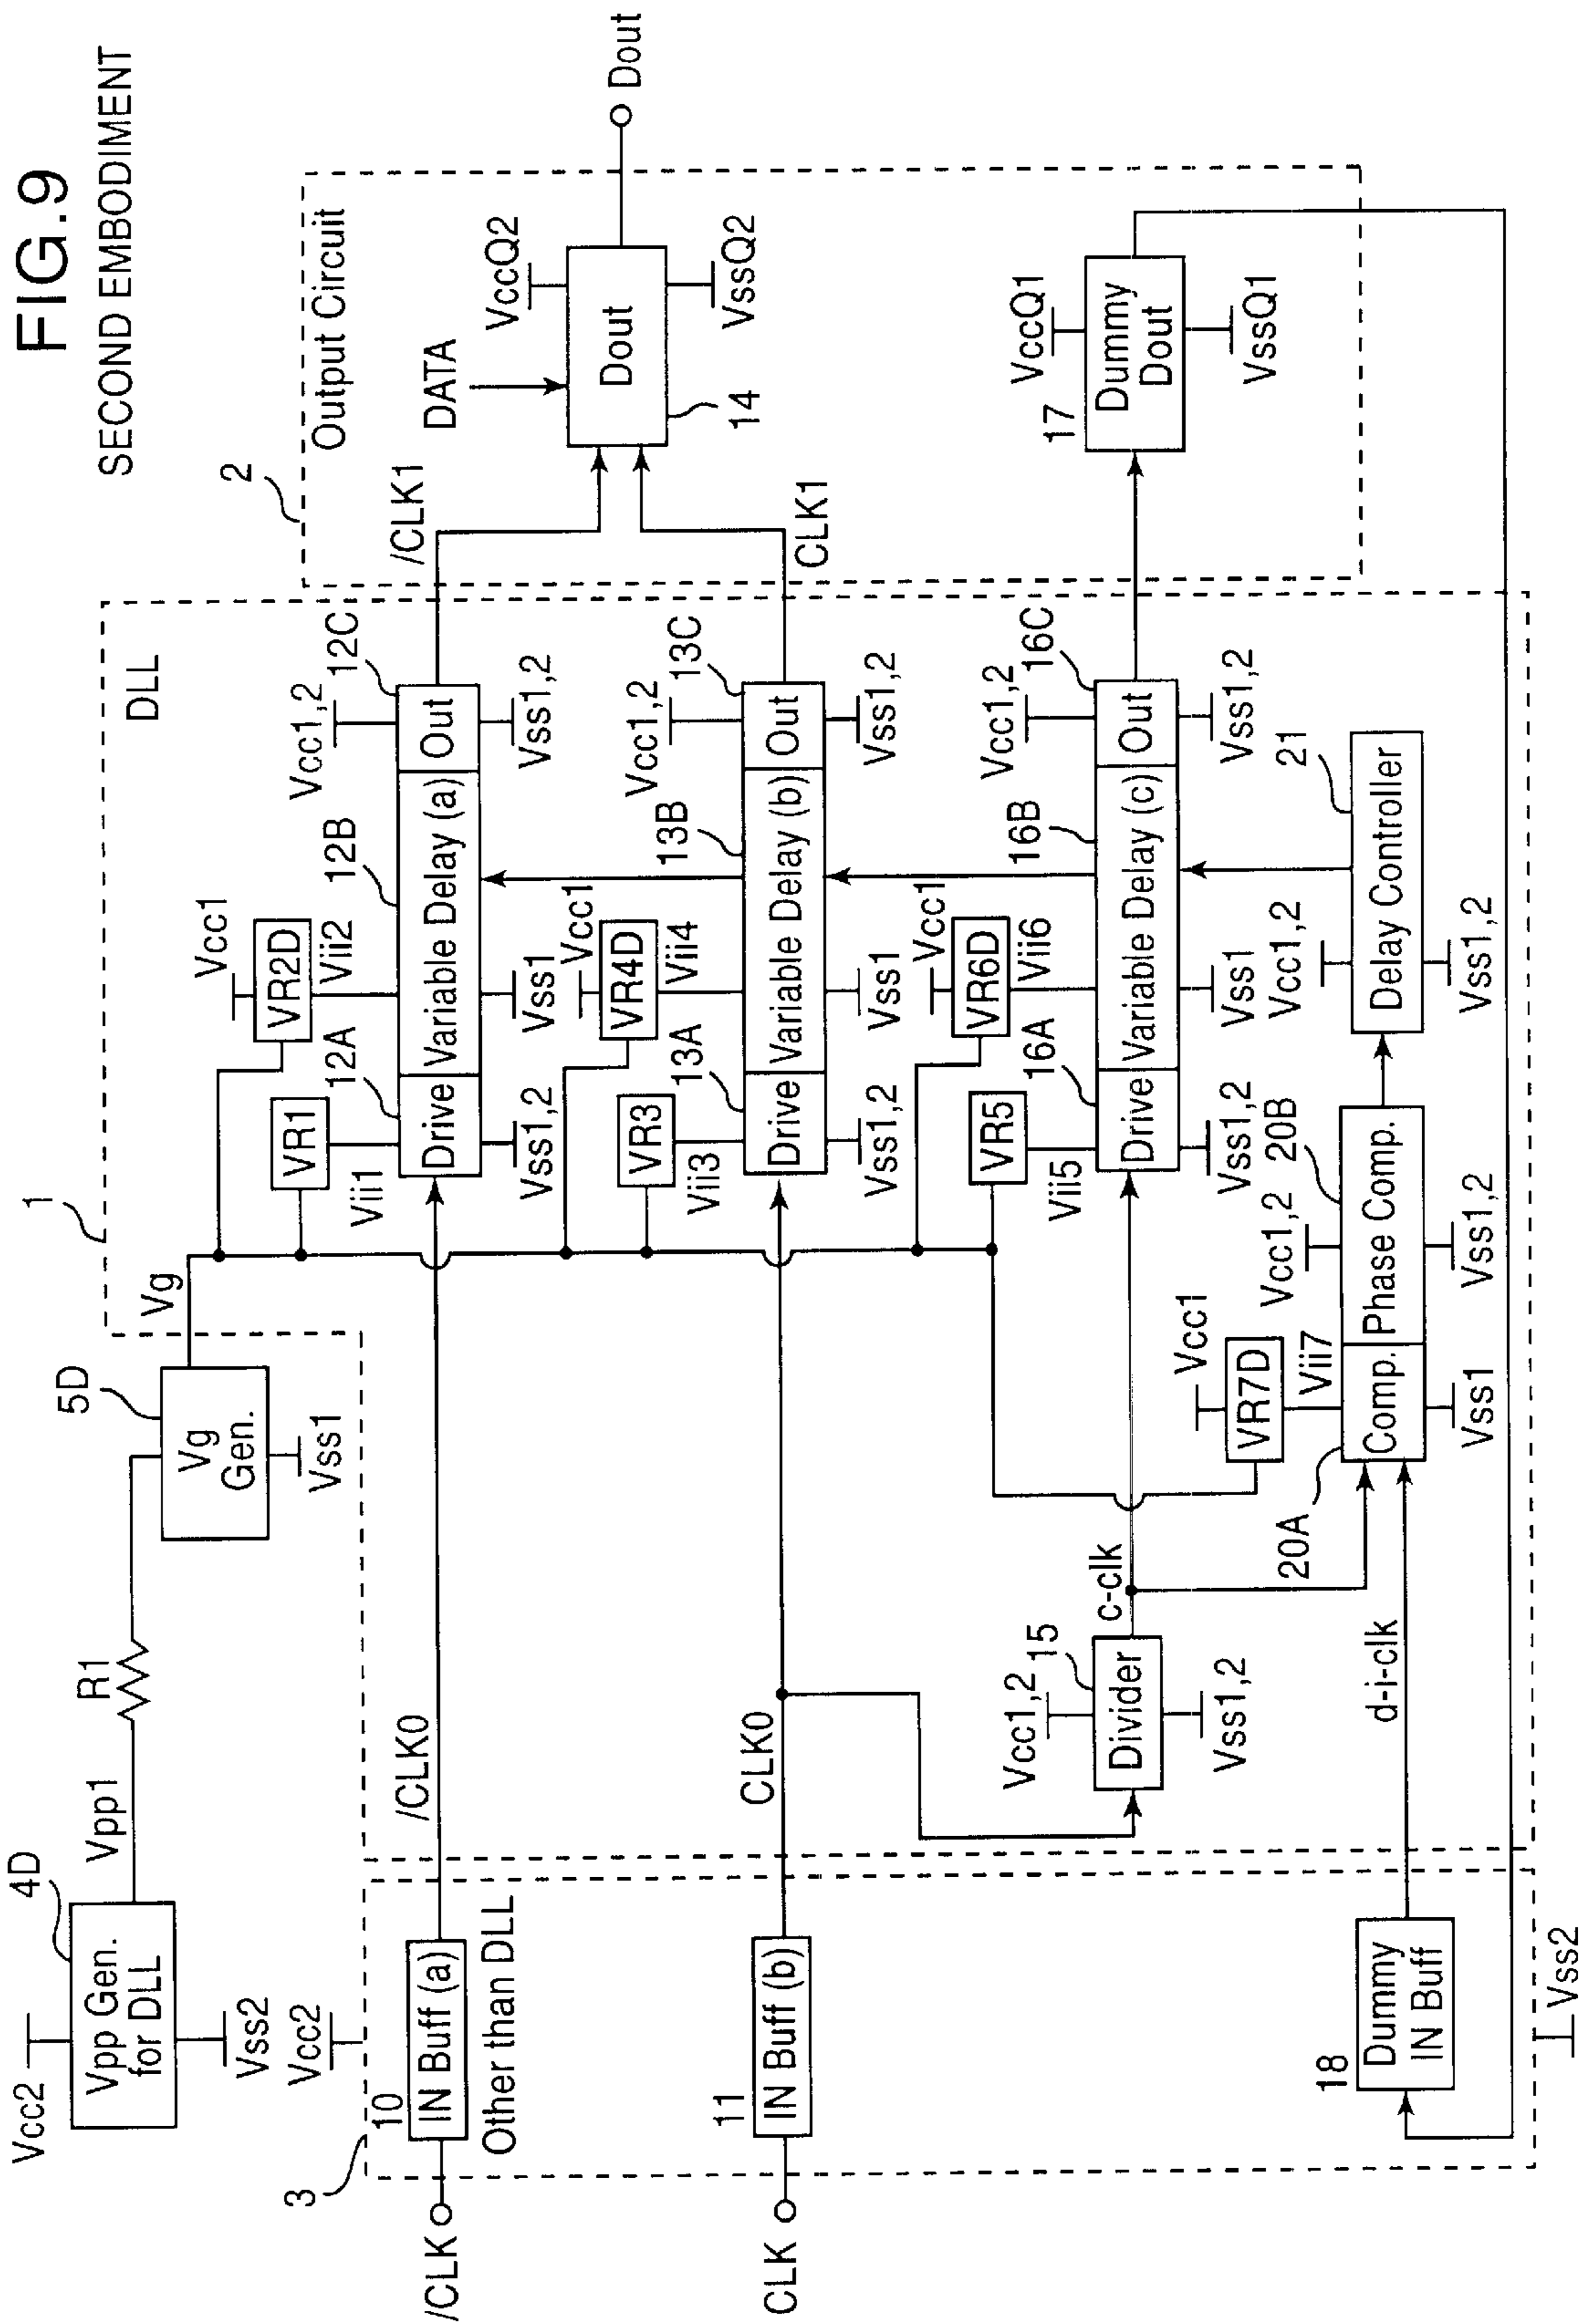 FIG.9
SECOND EMBODIMENT
Vcc2
4D
Vpp Gen.
for DLL
Vss2
Vpp1
R1
5D
Vg
Gen.
Vss1
Vg
1
DLL
2
Output Circuit
Vcc2
3
10
IN Buff (a)
Other than DLL
/CLK
/CLK0
VR1
Vii1
Vcc1
VR2D
Vii2
12A
Drive
Vss1,2
12B
Variable Delay (a)
Vss1
Vcc1,2
12C
Out
Vss1,2
/CLK1
DATA
VccQ2
Dout
VssQ2
14
Dout
CLK
11
IN Buff (b)
CLK0
VR3
Vii3
Vcc1
VR4D
Vii4
13A
Drive
Vss1,2
13B
Variable Delay (b)
Vss1
Vcc1,2
13C
Out
Vss1,2
CLK1
Vcc1,2
15
Divider
Vss1,2
c-clk
VR5
Vii5
Vcc1
VR6D
Vii6
16A
Drive
Vss1,2
16B
Variable Delay (c)
Vss1
Vcc1,2
16C
Out
Vss1,2
17
VccQ1
Dummy
Dout
VssQ1
18
Dummy
IN Buff
d-i-clk
Vcc1
VR7D
Vii7
20A
Comp.
Vss1
Vcc1,2
20B
Phase Comp.
Vss1,2
Vcc1,2
21
Delay Controller
Vss1,2
Vss2